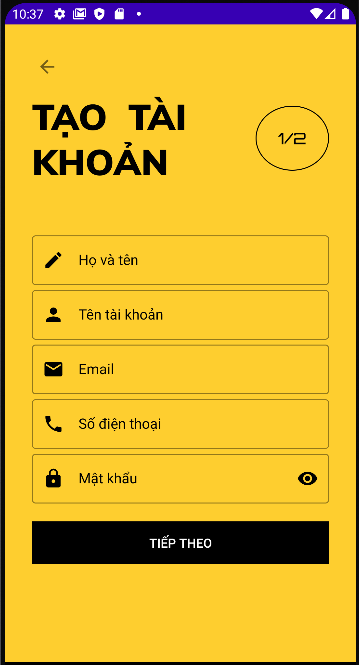 10:37
TẠO TÀI
KHOẢN
1/2
Họ và tên
Tên tài khoản
Email
Số điện thoại
Mật khẩu
TIẾP THEO